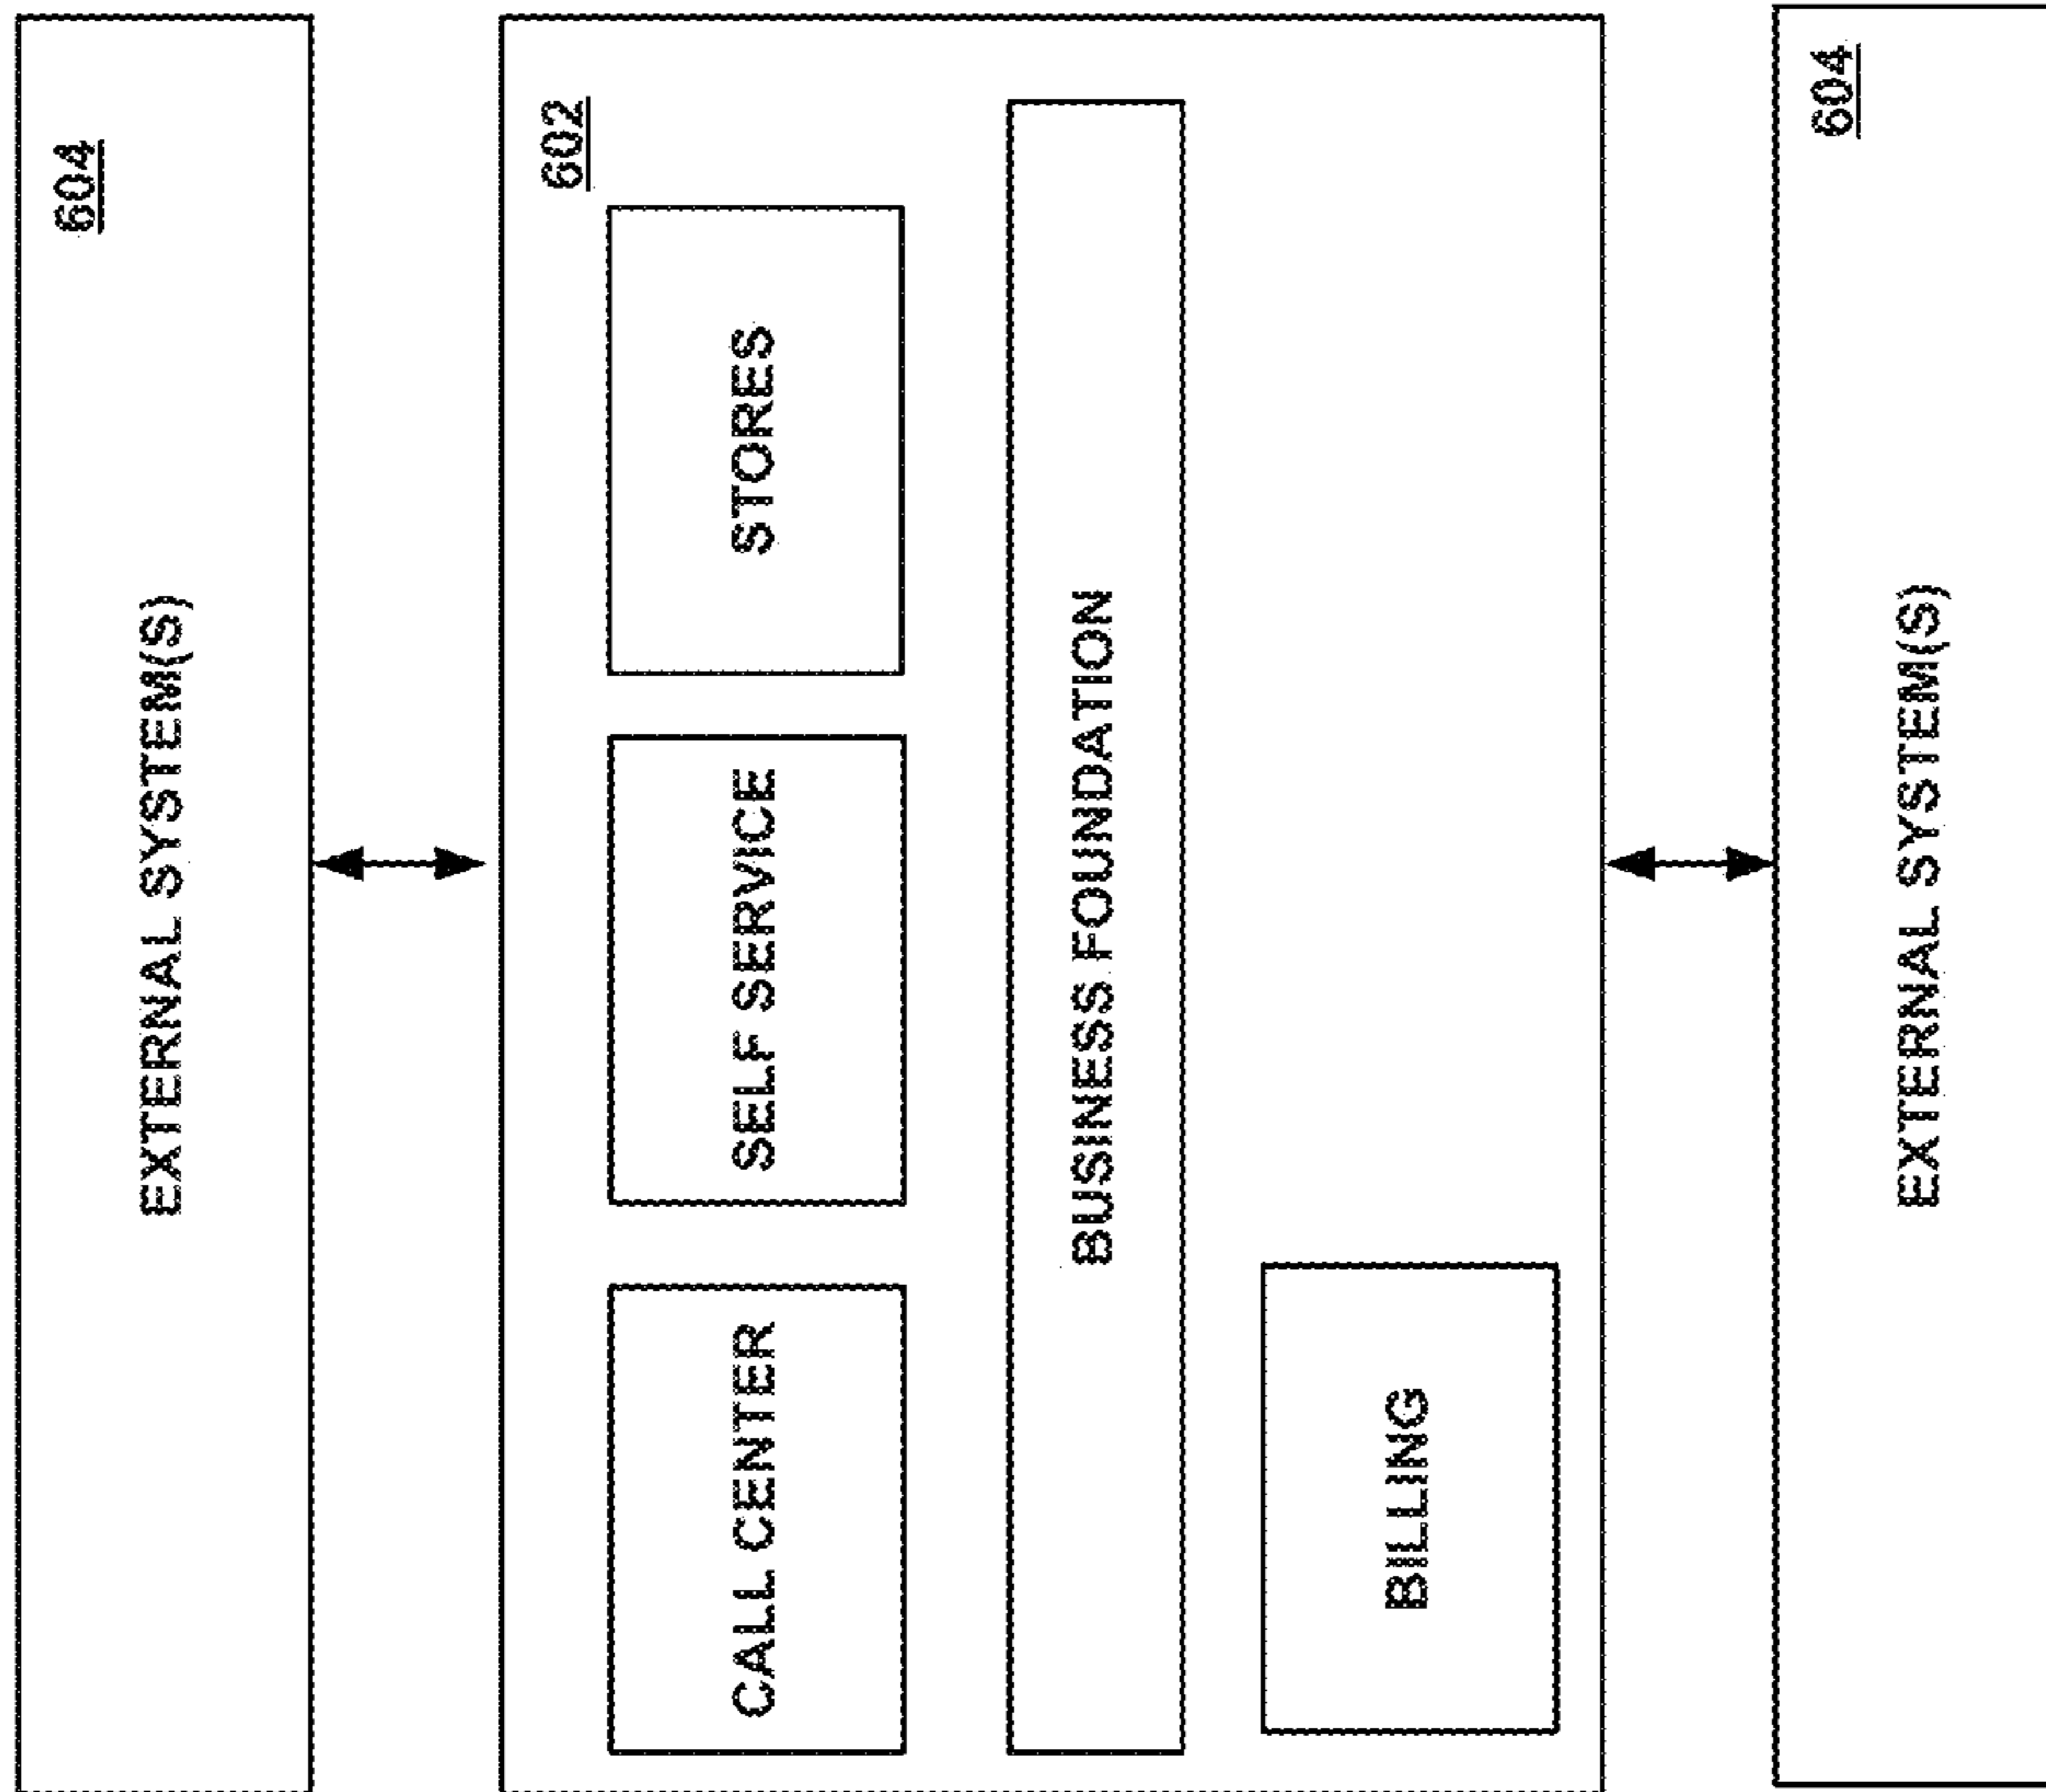 EXTERNAL SYSTEM(S)
604
602
CALL CENTER
SELF SERVICE
STORES
BUSINESS FOUNDATION
BILLING
EXTERNAL SYSTEM(S)
604